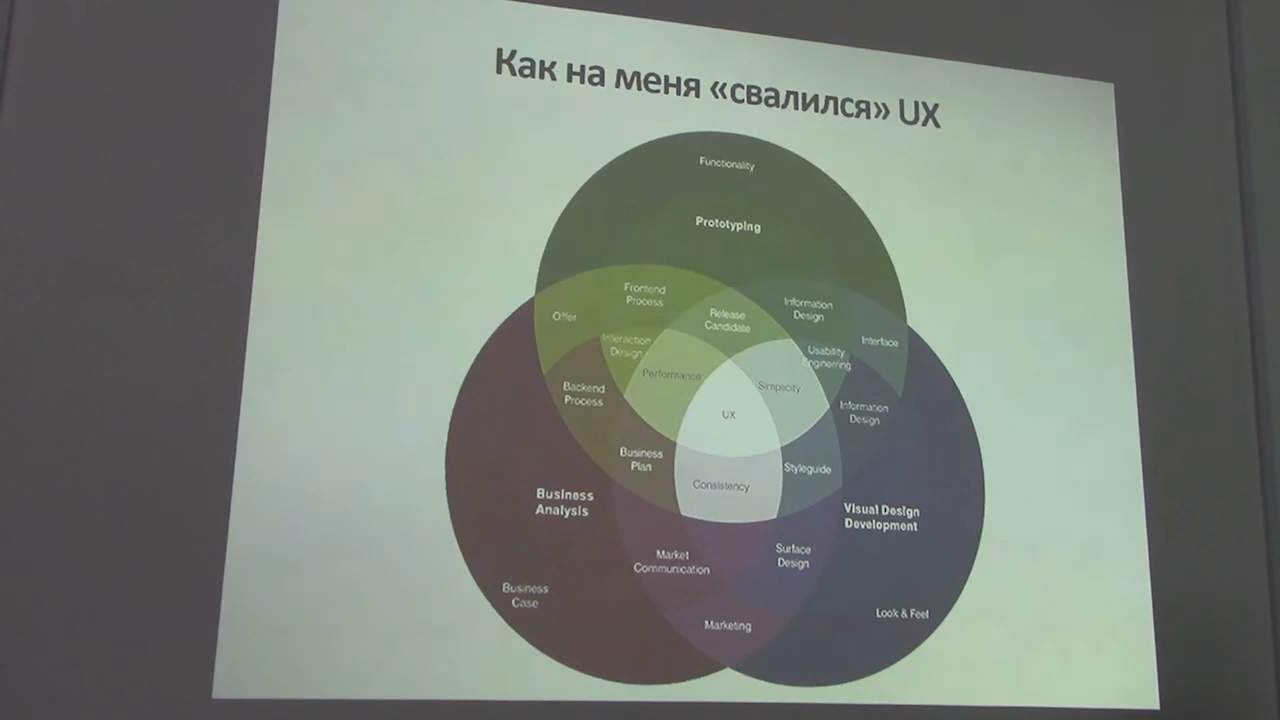 Как на меня «свалился» UX
Functionality
Prototyping
Frontend
Process
Information
Design
Offer
Release
Candidate
Interface
Interaction
Design
Usability
Enginerring
Performance
Simplicity
Backend
Process
Information
Design
UX
Business
Plan
Styleguide
Consistency
Business
Analysis
Visual Design
Development
Market
Communication
Surface
Design
Business
Case
Look & Feel
Marketing